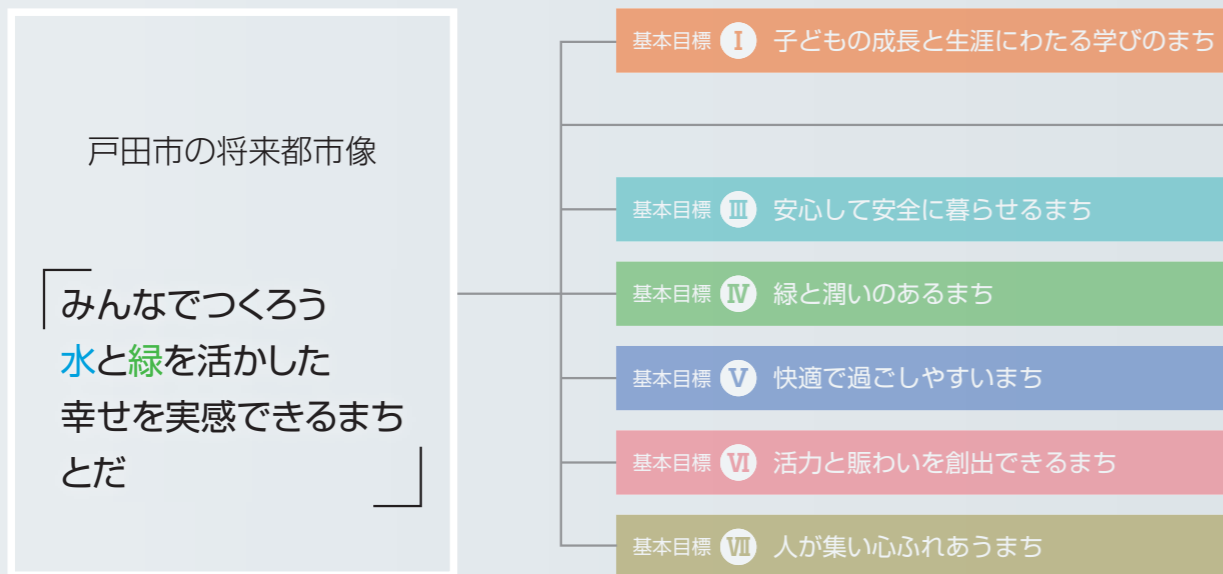 戸田市の将来都市像
みんなでつくろう
水と緑を活かした
幸せを実感できるまち
とだ
基本目標 Ⅰ 子どもの成長と生涯にわたる学びのまち
基本目標 Ⅲ 安心して安全に暮らせるまち
基本目標 Ⅳ 緑と潤いのあるまち
基本目標 Ⅴ 快適で過ごしやすいまち
基本目標 Ⅵ 活力と賑わいを創出できるまち
基本目標 Ⅶ 人が集い心ふれあうまち